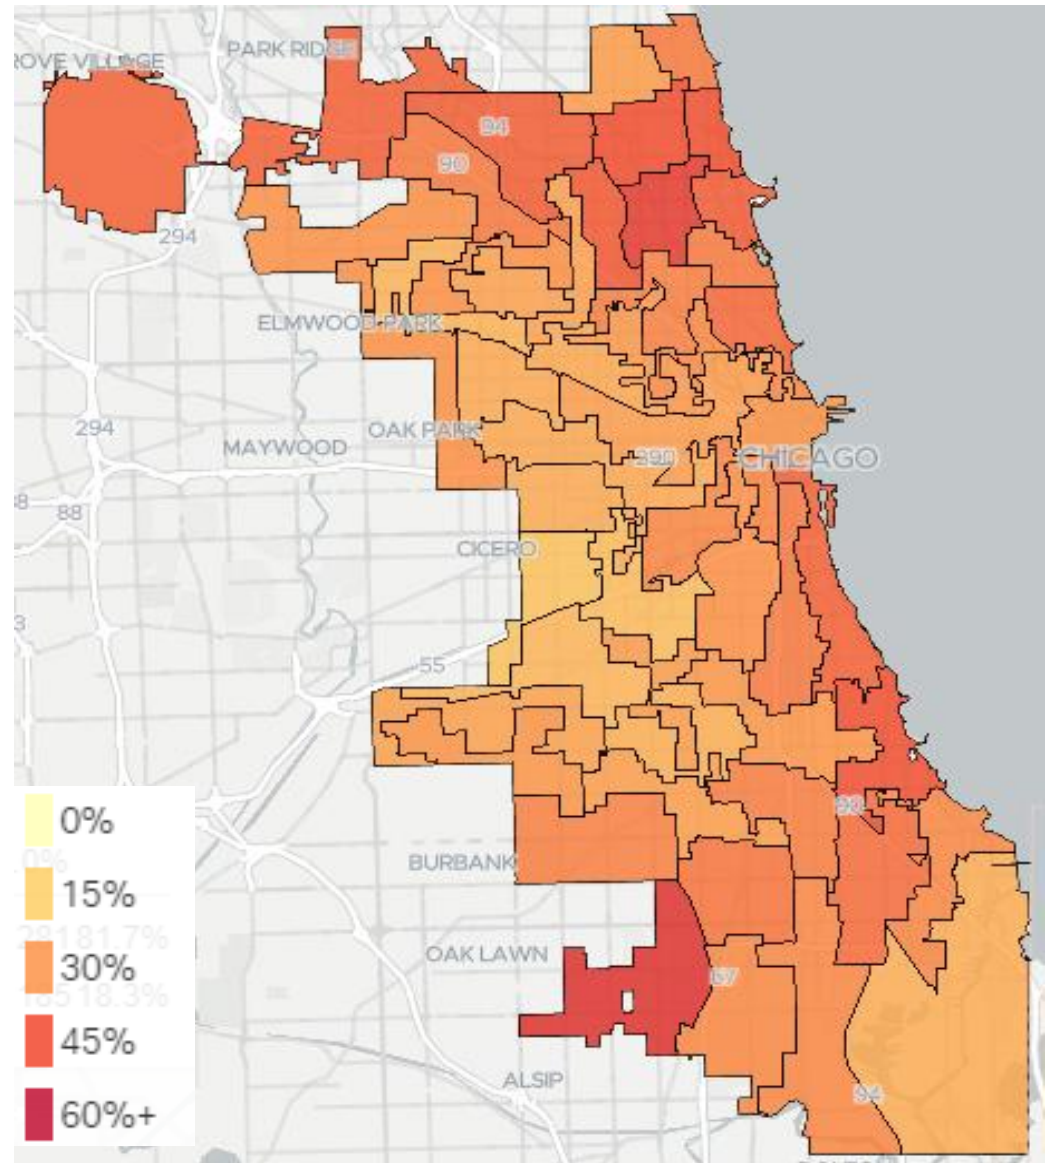 ROVE VILLAGE
PARK RIDGE
94
90
294
ELMWOOD PARK
294
OAK PARK
MAYWOOD
290
CHICAGO
88
CICERO
55
0%
15%
30%
45%
60%+
90
BURBANK
OAK LAWN
57
ALSIP
94